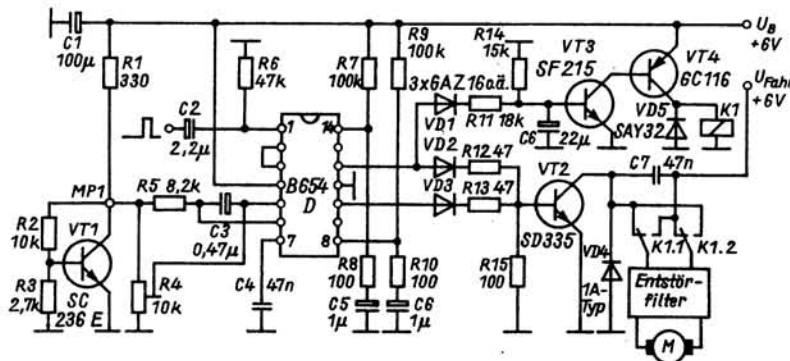 C1
100µ
R1
330
R6
47k
R7
100k
R9
100k
R14
15k
VT3
SF215
VT4
GC116
U_B
+6V
U_Fahr
+6V
3x6AZ16oä.
VD1
R11 18k
C6
22µ
VD5
SAY32
K1
C2
2,2µ
1
14
VD2
R12 47
VD3
R13 47
VT2
SD335
C7 47n
MP1
R5 8,2k
B654
D
C3
0,47µ
7
8
R2
10k
VT1
R3
2,7k
SC
236 E
R4
10k
C4
47n
R8
100
R10
100
C5
1µ
C6
1µ
R15
100
VD4
1A-
Typ
K1.1
K1.2
Entstör-
filter
M